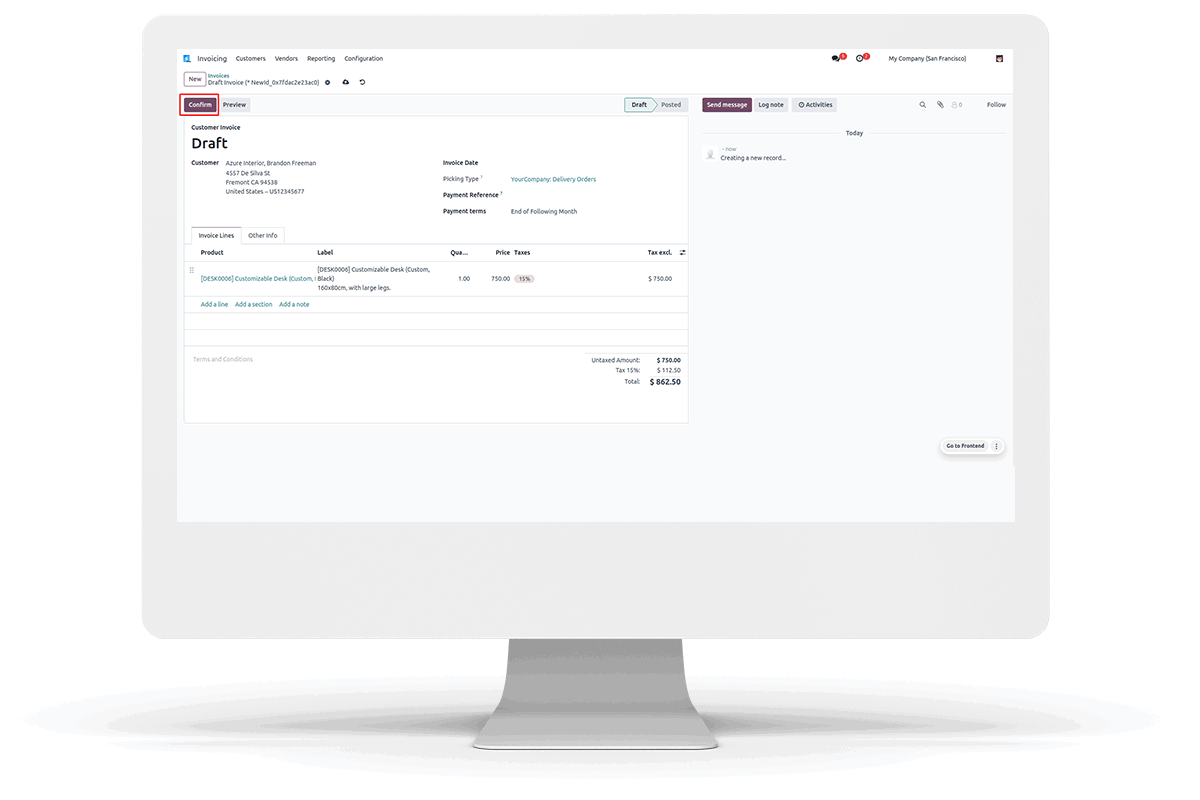 Invoicing Customers Vendors Reporting Configuration 1 2 My Company (San Francisco)
New Invoices
Draft Invoice (* NewId_0x7fdac2e23ac0)
Confirm Preview Draft Posted Send message Log note Activities 0 Follow
Customer Invoice
Draft
Customer Azure Interior, Brandon Freeman
4557 De Silva St
Fremont CA 94538
United States – US12345677
Invoice Date
Picking Type ? YourCompany: Delivery Orders
Payment Reference ?
Payment terms End of Following Month
Today
- now
Creating a new record...
Invoice Lines Other Info
Product Label Qua... Price Taxes Tax excl.
[DESK0006] Customizable Desk (Custom,
[DESK0006] Customizable Desk (Custom,
Black)
160x80cm, with large legs.
1.00 750.00 15% $ 750.00
Add a line Add a section Add a note
Terms and Conditions
Untaxed Amount: $ 750.00
Tax 15%: $ 112.50
Total: $ 862.50
Go to Frontend